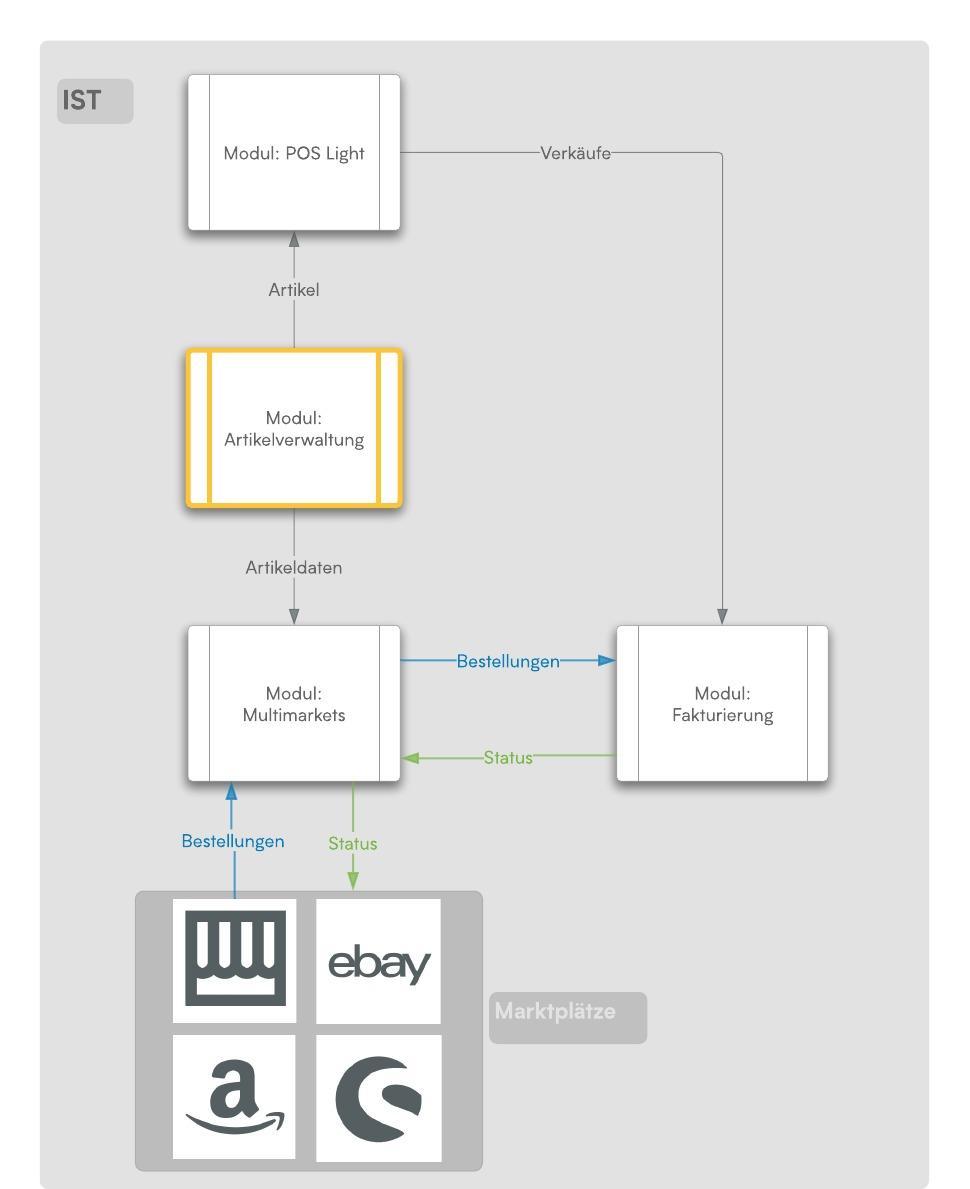 IST
Modul: POS Light
Verkäufe
Artikel
Modul:
Artikelverwaltung
Artikeldaten
Modul:
Multimarkets
Bestellungen
Modul:
Fakturierung
Status
Bestellungen
Status
ebay
Marktplätze
a